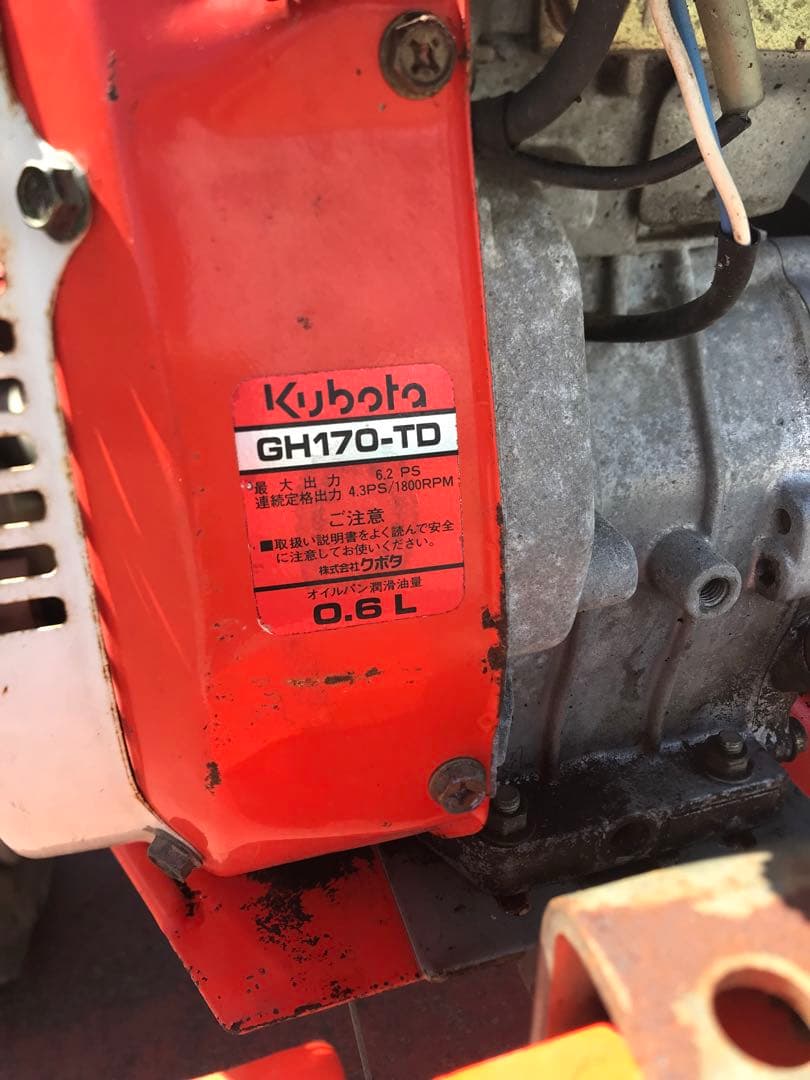 Kubota
GH170-TD
最大出力 6.2 PS
連続定格出力 4.3PS/1800RPM
ご注意
■取扱い説明書をよく読んで安全
に注意してお使いください。
株式会社クボタ
オイルパン潤滑油量
0.6 L